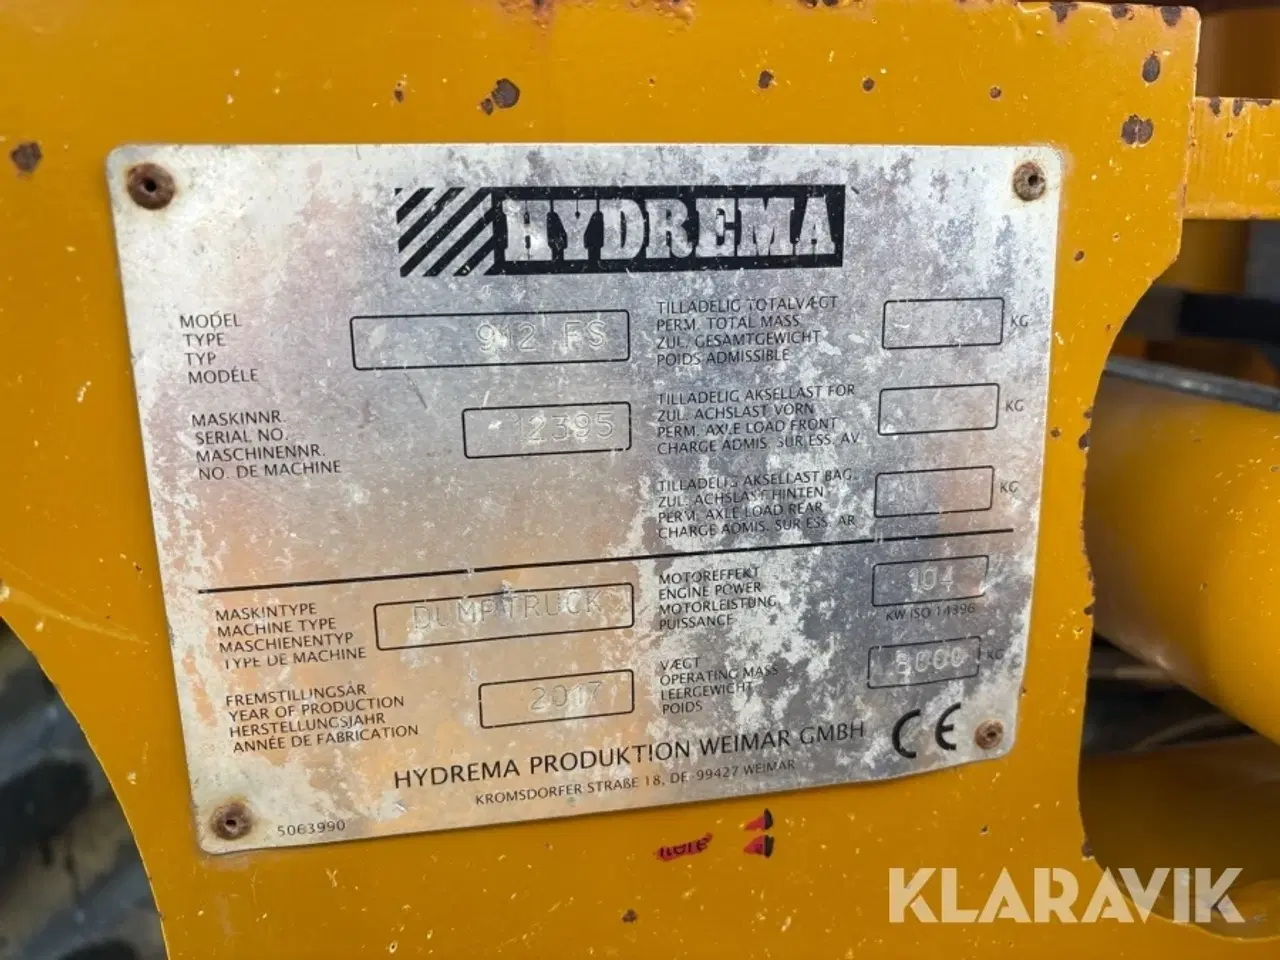 HYDREMA
MODEL
TYPE
TYP
MODÉLE
912 FS
MASKINNR.
SERIAL NO.
MASCHINENNR.
NO. DE MACHINE
12395
TILLADELIG TOTALVÆGT
PERM. TOTAL MASS
ZUL. GESAMTGEWICHT
POIDS ADMISSIBLE
KG
TILLADELIG AKSELLAST FOR
ZUL. ACHSLAST VORN
PERM. AXLE LOAD FRONT
CHARGE ADMIS. SUR ESS. AV
KG
TILLADELIG AKSELLAST BAG
ZUL. ACHSLAST HINTEN
PERM. AXLE LOAD REAR
CHARGE ADMIS. SUR ESS. AR
KG
MASKINTYPE
MACHINE TYPE
MASCHIENENTYP
TYPE DE MACHINE
DUMPTRUCK
FREMSTILLINGSÅR
YEAR OF PRODUCTION
HERSTELLUNGSJAHR
ANNÉE DE FABRICATION
2017
MOTOREFFEKT
ENGINE POWER
MOTORLEISTUNG
PUISSANCE
104
KW ISO 14396
VÆGT
OPERATING MASS
LEERGEWICHT
POIDS
8000 KG
HYDREMA PRODUKTION WEIMAR GMBH
KROMSDORFER STRAßE 18, DE-99427 WEIMAR
CE
5063990
KLARAVIK